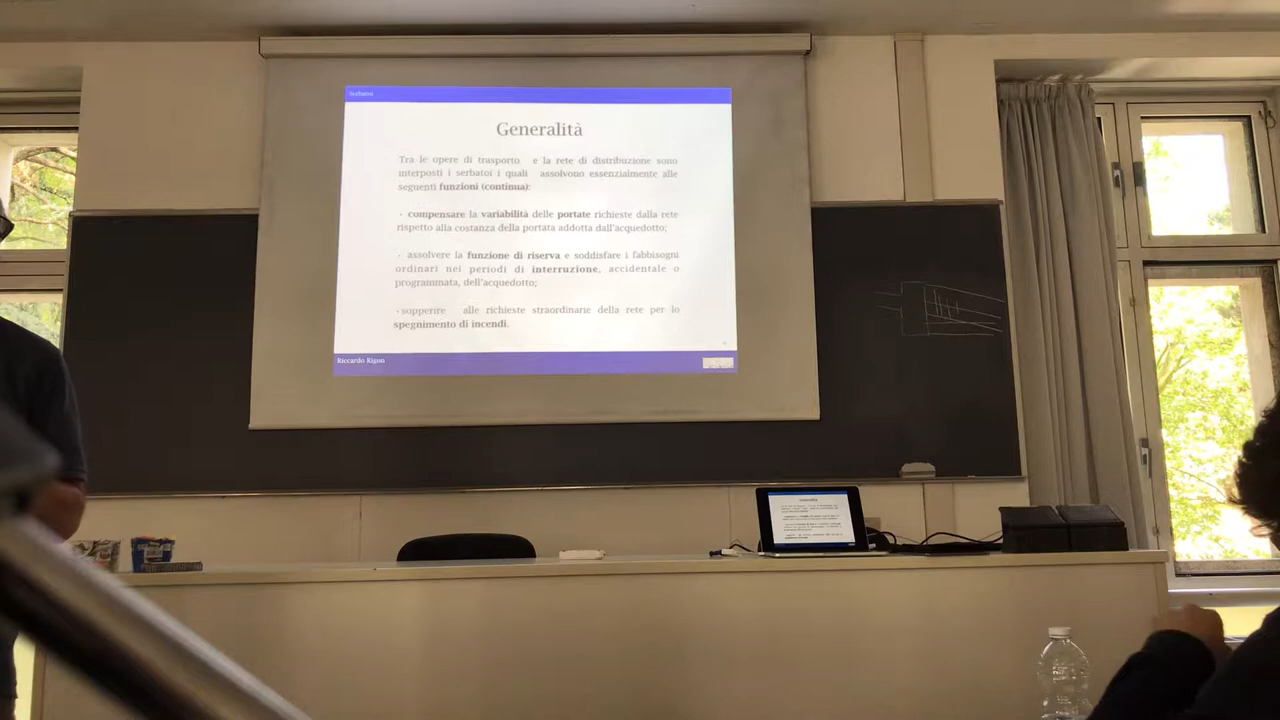 Serbatoi
Generalità
Tra le opere di trasporto e la rete di distribuzione sono
interposti i serbatoi i quali assolvono essenzialmente alle
seguenti funzioni (continua):
· compensare la variabilità delle portate richieste dalla rete
rispetto alla costanza della portata addotta dall'acquedotto;
· assolvere la funzione di riserva e soddisfare i fabbisogni
ordinari nei periodi di interruzione, accidentale o
programmata, dell'acquedotto;
·sopperire alle richieste straordinarie della rete per lo
spegnimento di incendi.
Riccardo Rigon
Generalità